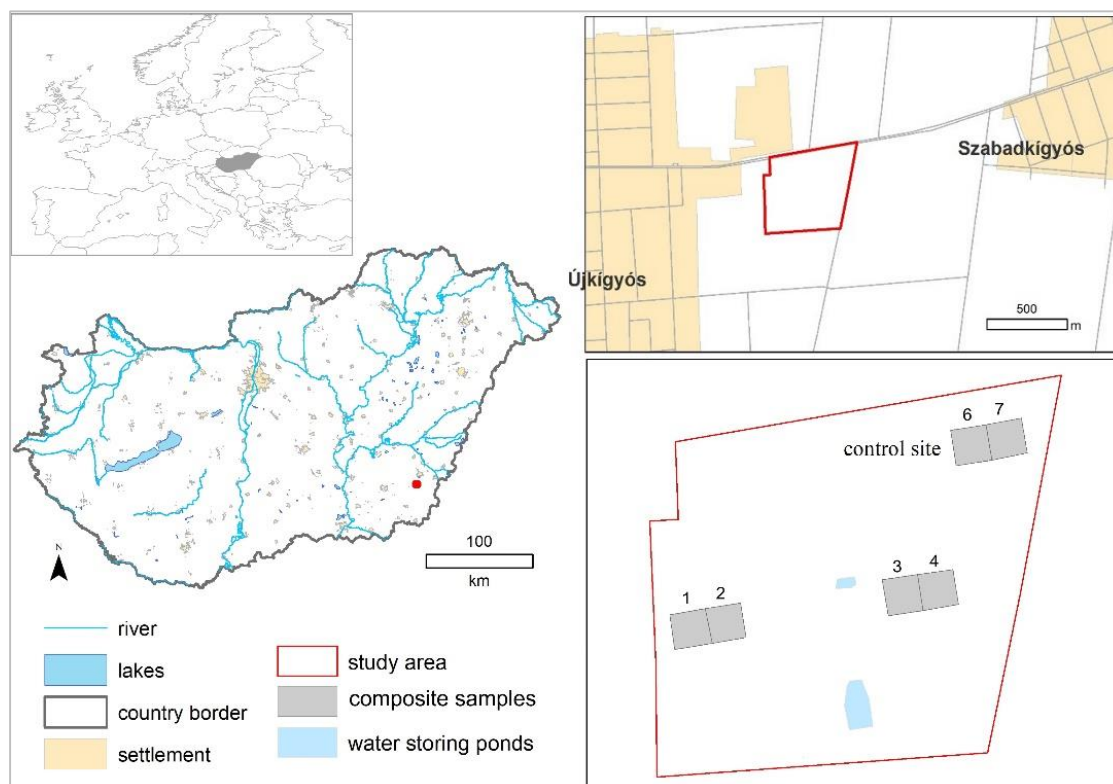 Szabadkígyós
Újkígyós
500
m
N
100
km
river
lakes
country border
settlement
study area
composite samples
water storing ponds
6 7
control site
3 4
1 2